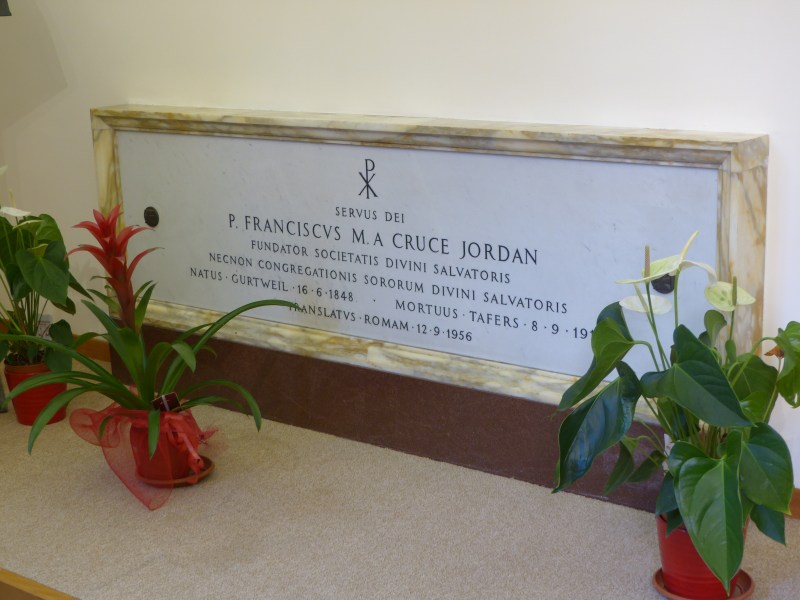 SERVUS DEI
P. FRANCISCVS M. A CRUCE JORDAN
FUNDATOR SOCIETATIS DIVINI SALVATORIS
NECNON CONGREGATIONIS SORORUM DIVINI SALVATORIS
NATUS · GURTWEIL · 16 · 6 · 1848 · MORTUUS · TAFERS · 8 · 9 ·
TRANSLATVS · ROMAM · 12 · 9 · 1956